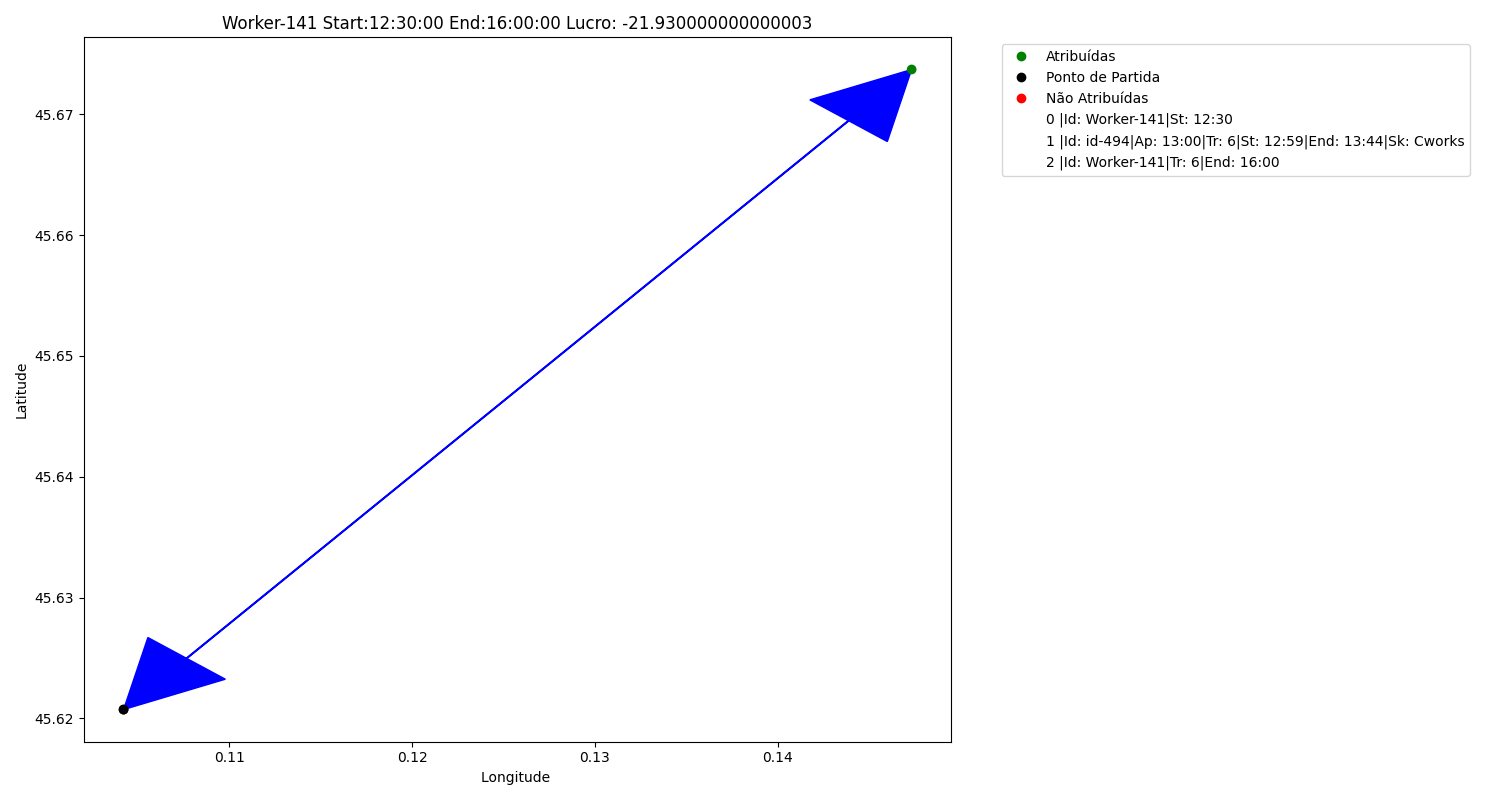 Worker-141 Start:12:30:00 End:16:00:00 Lucro: -21.930000000000003
Atribuídas
Ponto de Partida
Não Atribuídas
0 |Id: Worker-141|St: 12:30
1 |Id: id-494|Ap: 13:00|Tr: 6|St: 12:59|End: 13:44|Sk: Cworks
2 |Id: Worker-141|Tr: 6|End: 16:00
Latitude
45.67
45.66
45.65
45.64
45.63
45.62
0.11 0.12 0.13 0.14
Longitude